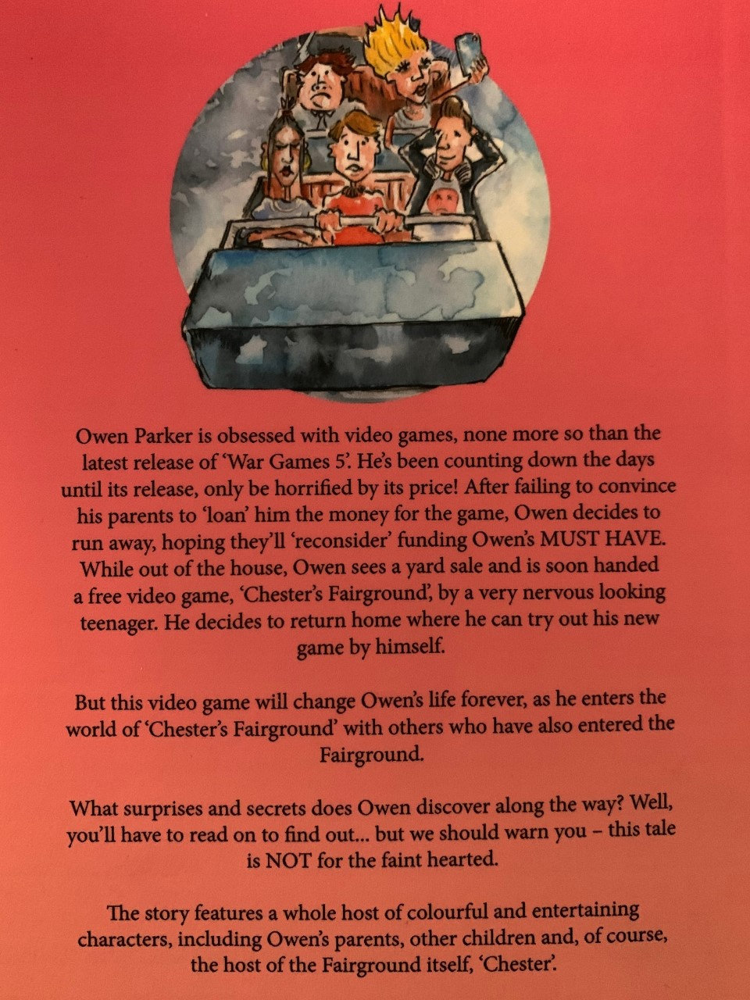 Owen Parker is obsessed with video games, none more so than the
latest release of ‘War Games 5’. He’s been counting down the days
until its release, only be horrified by its price! After failing to convince
his parents to ‘loan’ him the money for the game, Owen decides to
run away, hoping they’ll ‘reconsider’ funding Owen’s MUST HAVE.
While out of the house, Owen sees a yard sale and is soon handed
a free video game, ‘Chester’s Fairground’, by a very nervous looking
teenager. He decides to return home where he can try out his new
game by himself.
But this video game will change Owen’s life forever, as he enters the
world of ‘Chester’s Fairground’ with others who have also entered the
Fairground.
What surprises and secrets does Owen discover along the way? Well,
you’ll have to read on to find out... but we should warn you – this tale
is NOT for the faint hearted.
The story features a whole host of colourful and entertaining
characters, including Owen’s parents, other children and, of course,
the host of the Fairground itself, ‘Chester’.